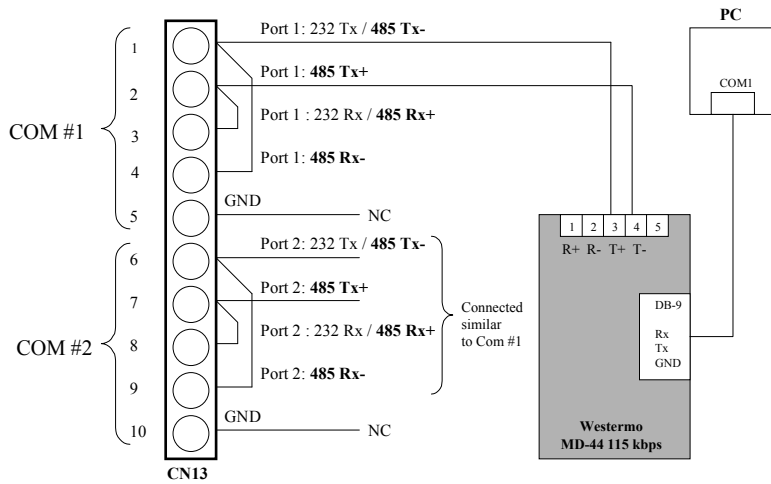 PC
COM1
COM #1
1
2
3
4
5
Port 1: 232 Tx / 485 Tx-
Port 1: 485 Tx+
Port 1 : 232 Rx / 485 Rx+
Port 1: 485 Rx-
GND
NC
COM #2
6
7
8
9
10
Port 2: 232 Tx / 485 Tx-
Port 2: 485 Tx+
Port 2 : 232 Rx / 485 Rx+
Port 2: 485 Rx-
GND
NC
CN13
Connected
similar
to Com #1
1 2 3 4 5
R+ R- T+ T-
DB-9
Rx
Tx
GND
Westermo
MD-44 115 kbps